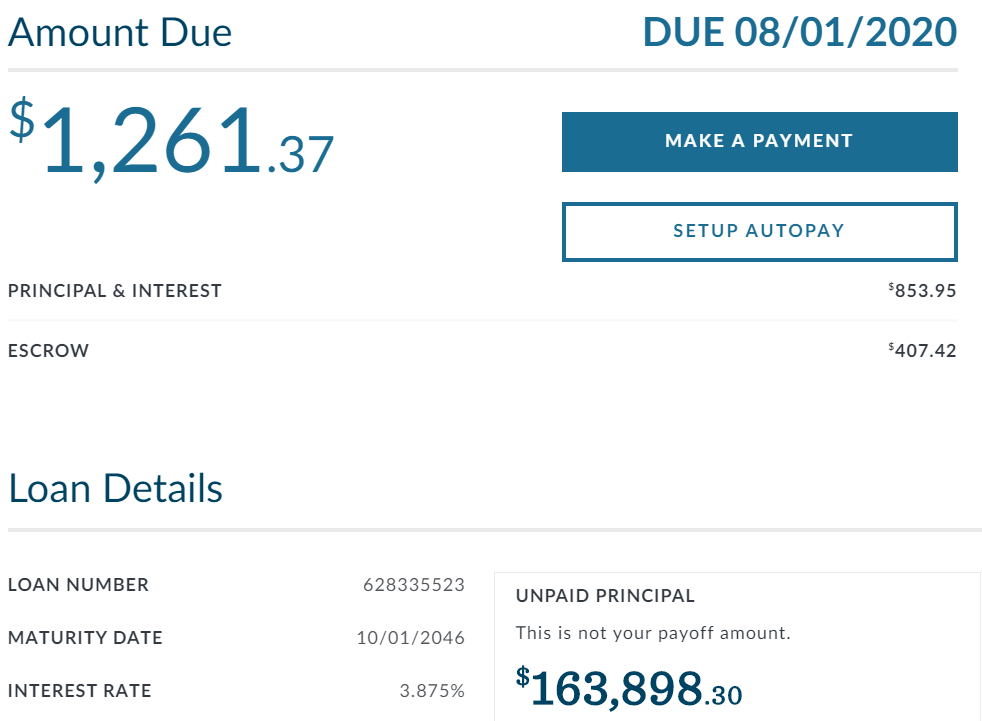 Amount Due
DUE 08/01/2020
$1,261.37
MAKE A PAYMENT
SETUP AUTOPAY
PRINCIPAL & INTEREST $853.95
ESCROW $407.42
Loan Details
LOAN NUMBER 628335523
MATURITY DATE 10/01/2046
INTEREST RATE 3.875%
UNPAID PRINCIPAL
This is not your payoff amount.
$163,898.30